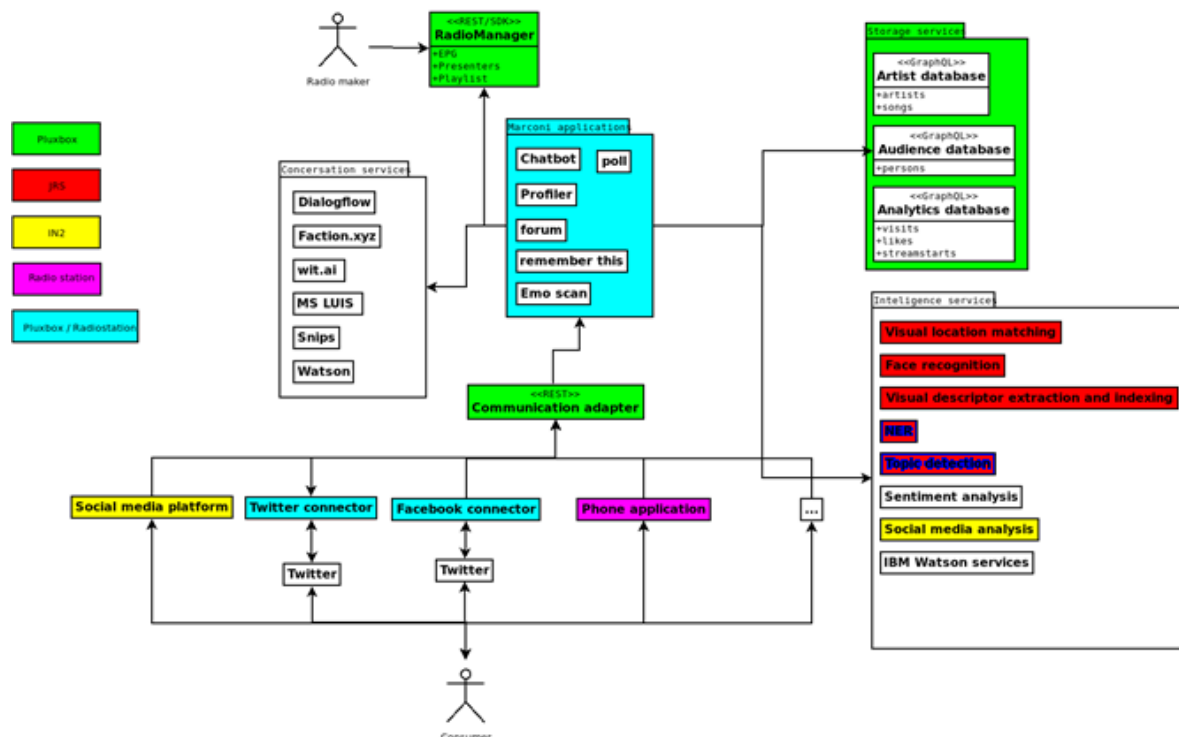 Radio maker
<<REST/SDK>>
RadioManager
+EPG
+Presenters
+Playlist
Pluxbox
JRS
IN2
Radio station
Pluxbox / Radiostation
Concersation services
Dialogflow
Faction.xyz
wit.ai
MS LUIS
Snips
Watson
Marconi applications
Chatbot
poll
Profiler
forum
remember this
Emo scan
Storage services
<<GraphQL>>
Artist database
+artists
+songs
<<GraphQL>>
Audience database
+persons
<<GraphQL>>
Analytics database
+visits
+likes
+streamstarts
Inteligence services
Visual location matching
Face recognition
Visual descriptor extraction and indexing
NER
Topic detection
Sentiment analysis
Social media analysis
IBM Watson services
<<REST>>
Communication adapter
Social media platform
Twitter connector
Facebook connector
Phone application
...
Twitter
Twitter
Consumer